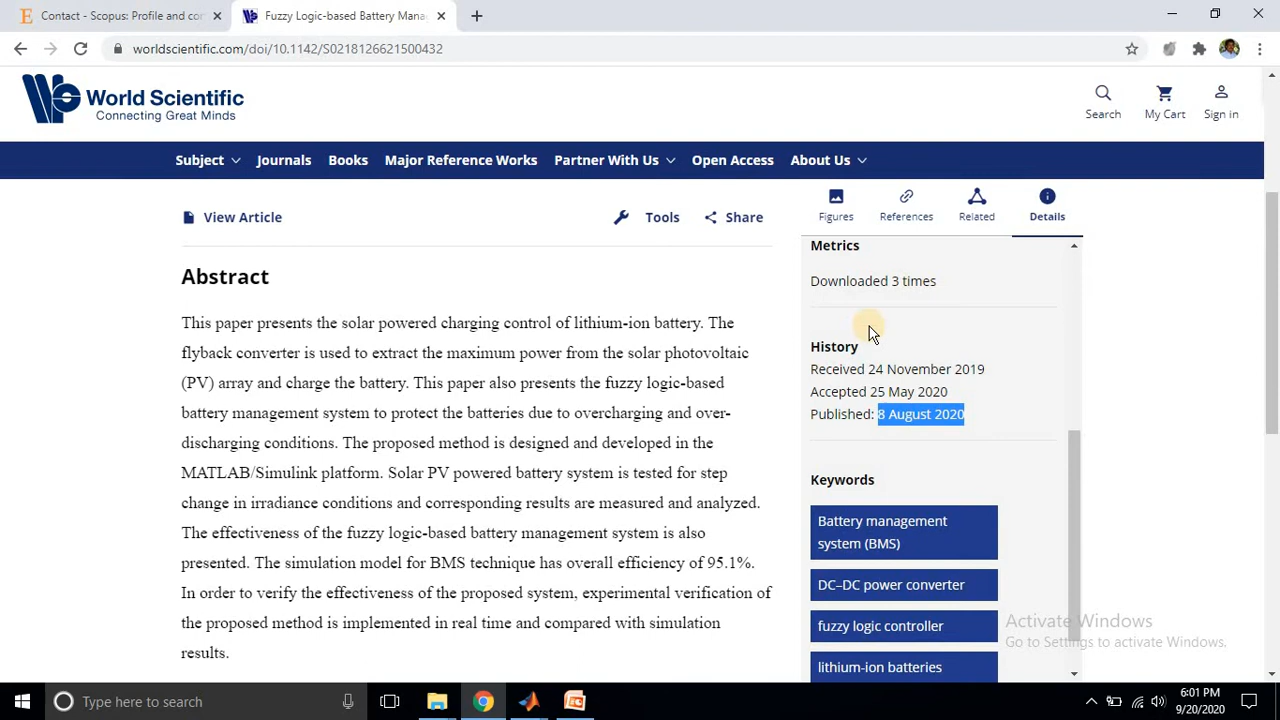 Contact - Scopus: Profile and con
Fuzzy Logic-based Battery Mana
worldscientific.com/doi/10.1142/S0218126621500432
World Scientific
Connecting Great Minds
Search
My Cart
Sign in
Subject
Journals
Books
Major Reference Works
Partner With Us
Open Access
About Us
View Article
Tools
Share
Figures
References
Related
Details
Abstract
This paper presents the solar powered charging control of lithium-ion battery. The
flyback converter is used to extract the maximum power from the solar photovoltaic
(PV) array and charge the battery. This paper also presents the fuzzy logic-based
battery management system to protect the batteries due to overcharging and over-
discharging conditions. The proposed method is designed and developed in the
MATLAB/Simulink platform. Solar PV powered battery system is tested for step
change in irradiance conditions and corresponding results are measured and analyzed.
The effectiveness of the fuzzy logic-based battery management system is also
presented. The simulation model for BMS technique has overall efficiency of 95.1%.
In order to verify the effectiveness of the proposed system, experimental verification of
the proposed method is implemented in real time and compared with simulation
results.
Metrics
Downloaded 3 times
History
Received 24 November 2019
Accepted 25 May 2020
Published: 8 August 2020
Keywords
Battery management
system (BMS)
DC–DC power converter
fuzzy logic controller
lithium-ion batteries
Activate Windows
Go to Settings to activate Windows.
Type here to search
6:01 PM
9/20/2020